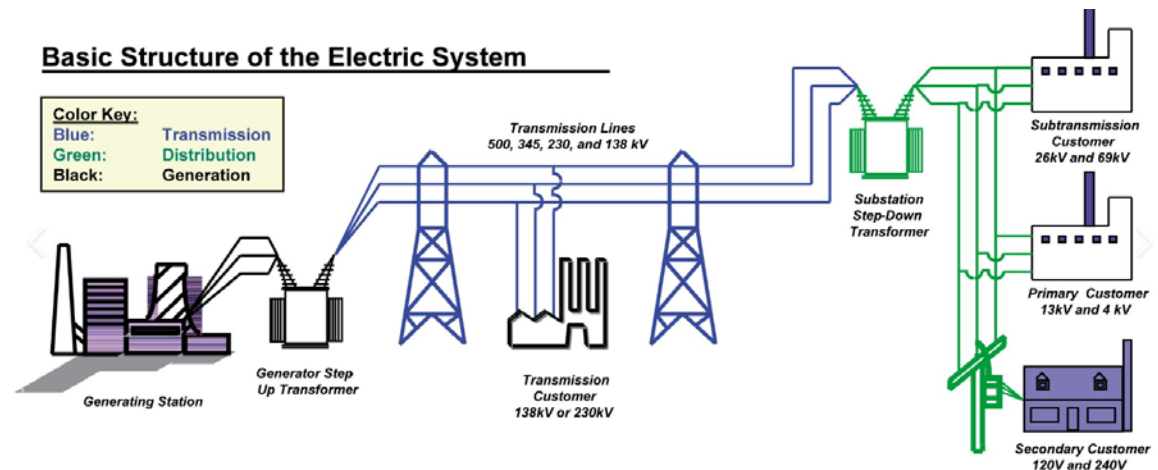 Basic Structure of the Electric System
Color Key:
Blue: Transmission
Green: Distribution
Black: Generation
Transmission Lines
500, 345, 230, and 138 kV
Generating Station
Generator Step
Up Transformer
Transmission
Customer
138kV or 230kV
Substation
Step-Down
Transformer
Subtransmission
Customer
26kV and 69kV
Primary Customer
13kV and 4 kV
Secondary Customer
120V and 240V